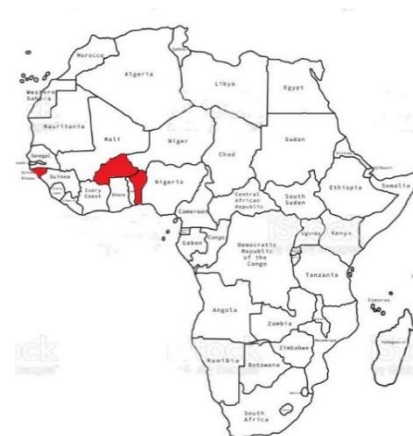 Morocco
Tunisia
Algeria
Libya
Egypt
Western
Sahara
Mauritania
Mali
Niger
Chad
Sudan
Senegal
Guinea
Ivory
Coast
Ghana
Nigeria
Ethiopia
Somalia
Cameroon
Central
African
Republic
South
Sudan
Gabon
Congo
Democratic
Republic
of the
Congo
Uganda
Kenya
Tanzania
Comoros
Angola
Zambia
Zimbabwe
Namibia
Botswana
South
Africa